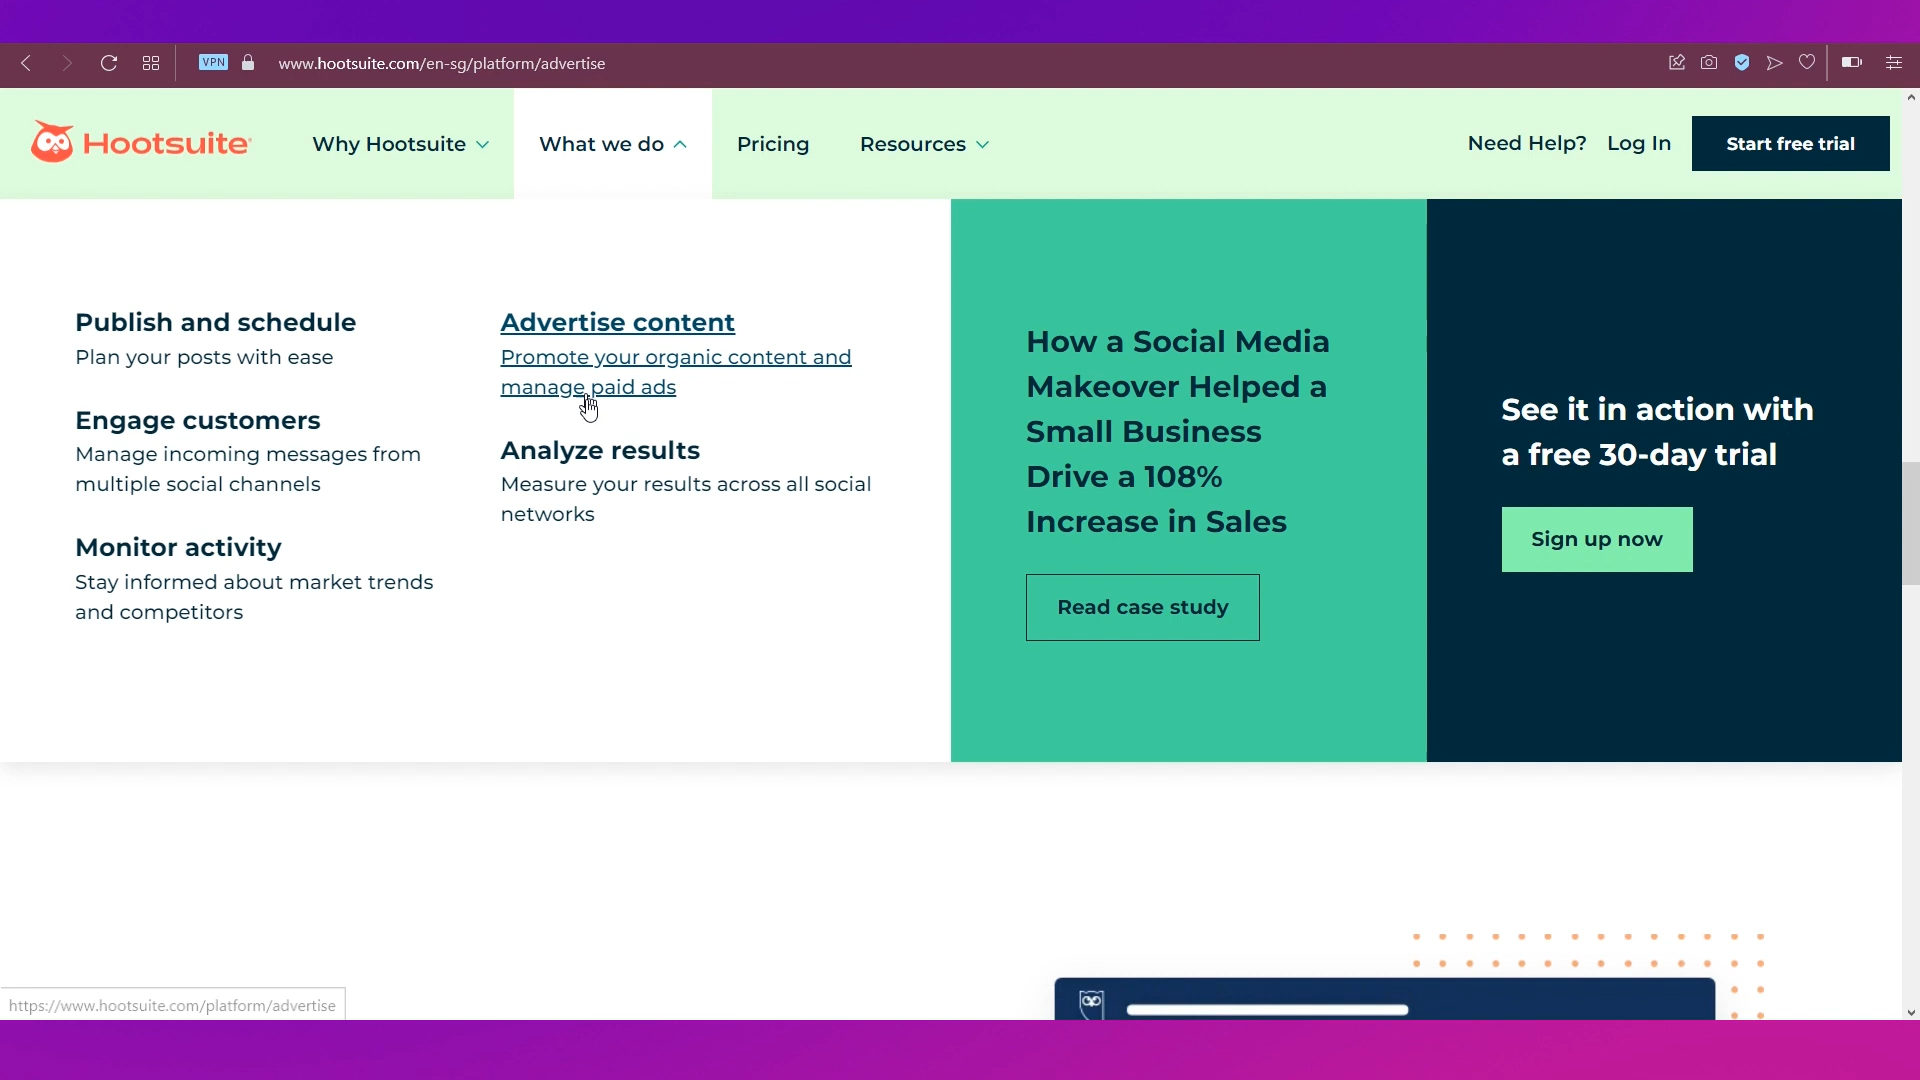 VPN
www.hootsuite.com/en-sg/platform/advertise
Hootsuite
Why Hootsuite
What we do
Pricing
Resources
Need Help?
Log In
Start free trial
Publish and schedule
Plan your posts with ease
Engage customers
Manage incoming messages from
multiple social channels
Monitor activity
Stay informed about market trends
and competitors
Advertise content
Promote your organic content and
manage paid ads
Analyze results
Measure your results across all social
networks
How a Social Media
Makeover Helped a
Small Business
Drive a 108%
Increase in Sales
Read case study
See it in action with
a free 30-day trial
Sign up now
https://www.hootsuite.com/platform/advertise